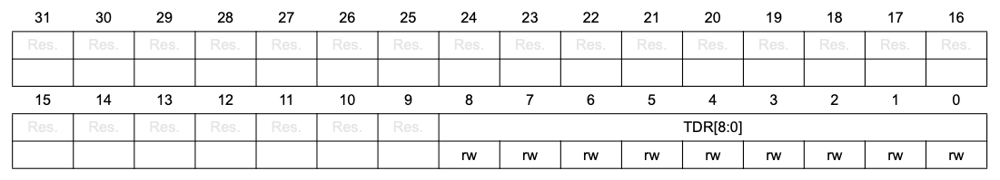 31 30 29 28 27 26 25 24 23 22 21 20 19 18 17 16
Res. Res. Res. Res. Res. Res. Res. Res. Res. Res. Res. Res. Res. Res. Res. Res.
15 14 13 12 11 10 9 8 7 6 5 4 3 2 1 0
Res. Res. Res. Res. Res. Res. Res. TDR[8:0]
rw rw rw rw rw rw rw rw rw